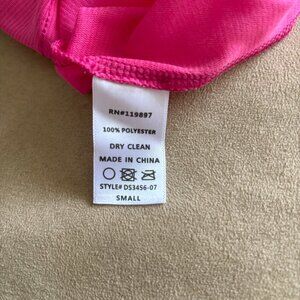 RN#119897
100% POLYESTER
DRY CLEAN
MADE IN CHINA
STYLE# DS3456-07
SMALL